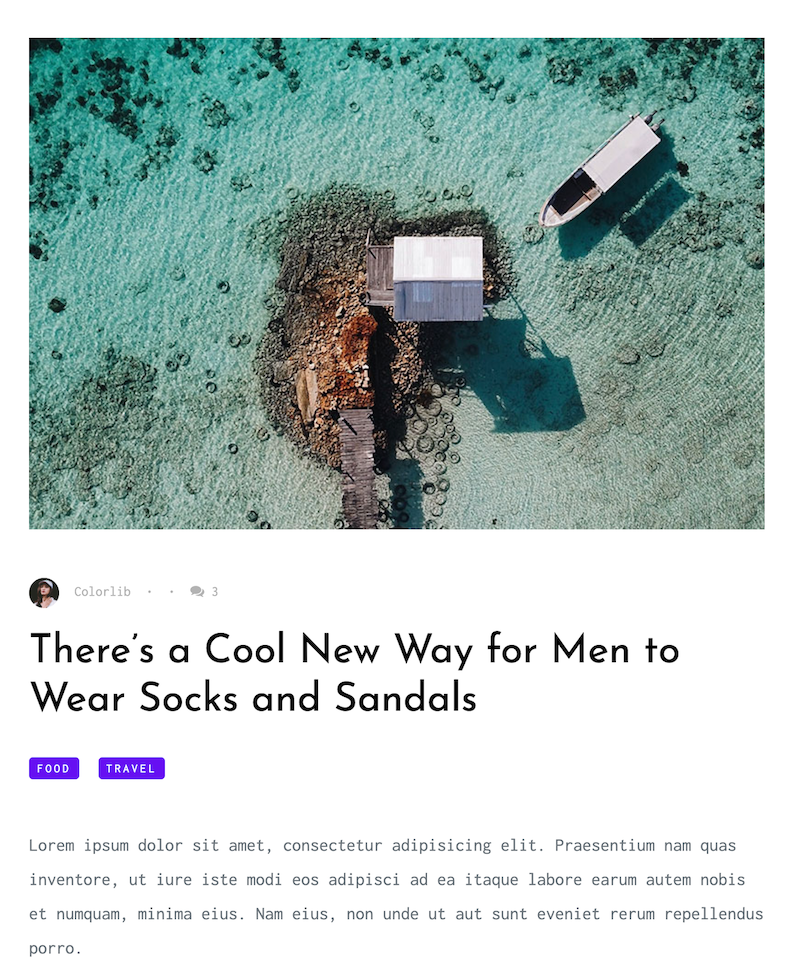 Colorlib · · 3
There’s a Cool New Way for Men to
Wear Socks and Sandals
FOOD TRAVEL
Lorem ipsum dolor sit amet, consectetur adipisicing elit. Praesentium nam quas
inventore, ut iure iste modi eos adipisci ad ea itaque labore earum autem nobis
et numquam, minima eius. Nam eius, non unde ut aut sunt eveniet rerum repellendus
porro.